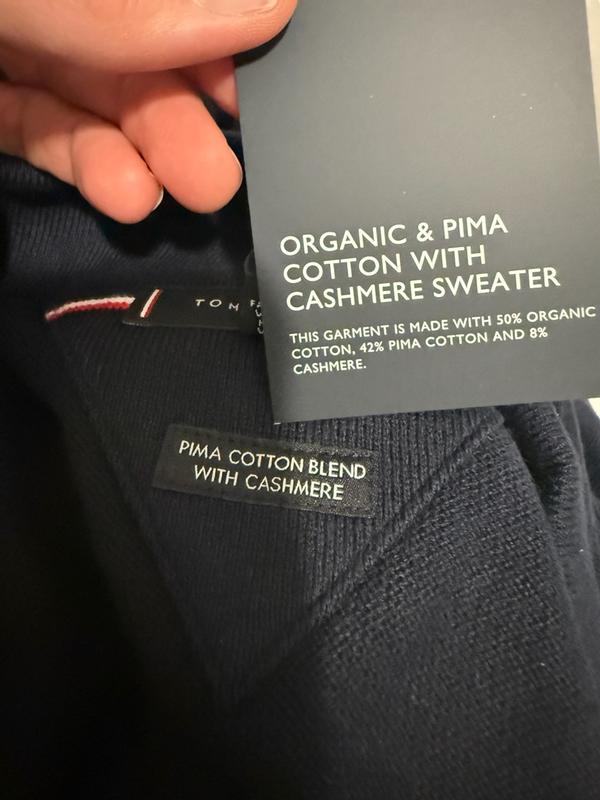 ORGANIC & PIMA
COTTON WITH
CASHMERE SWEATER
THIS GARMENT IS MADE WITH 50% ORGANIC
COTTON, 42% PIMA COTTON AND 8%
CASHMERE.
TOM
PIMA COTTON BLEND
WITH CASHMERE